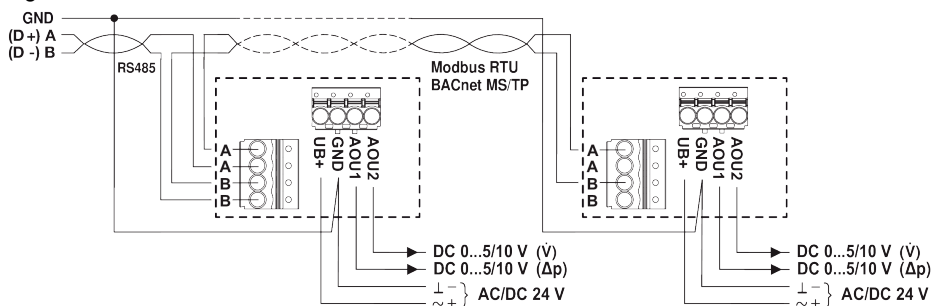 GND
(D+) A
(D -) B
RS485
Modbus RTU
BACnet MS/TP
A
A
B
B
UB+
GND
AOU1
AOU2
DC 0...5/10 V (V̇)
DC 0...5/10 V (Δp)
⊥ −
~ + } AC/DC 24 V
A
A
B
B
UB+
GND
AOU1
AOU2
DC 0...5/10 V (V̇)
DC 0...5/10 V (Δp)
⊥ −
~ + } AC/DC 24 V